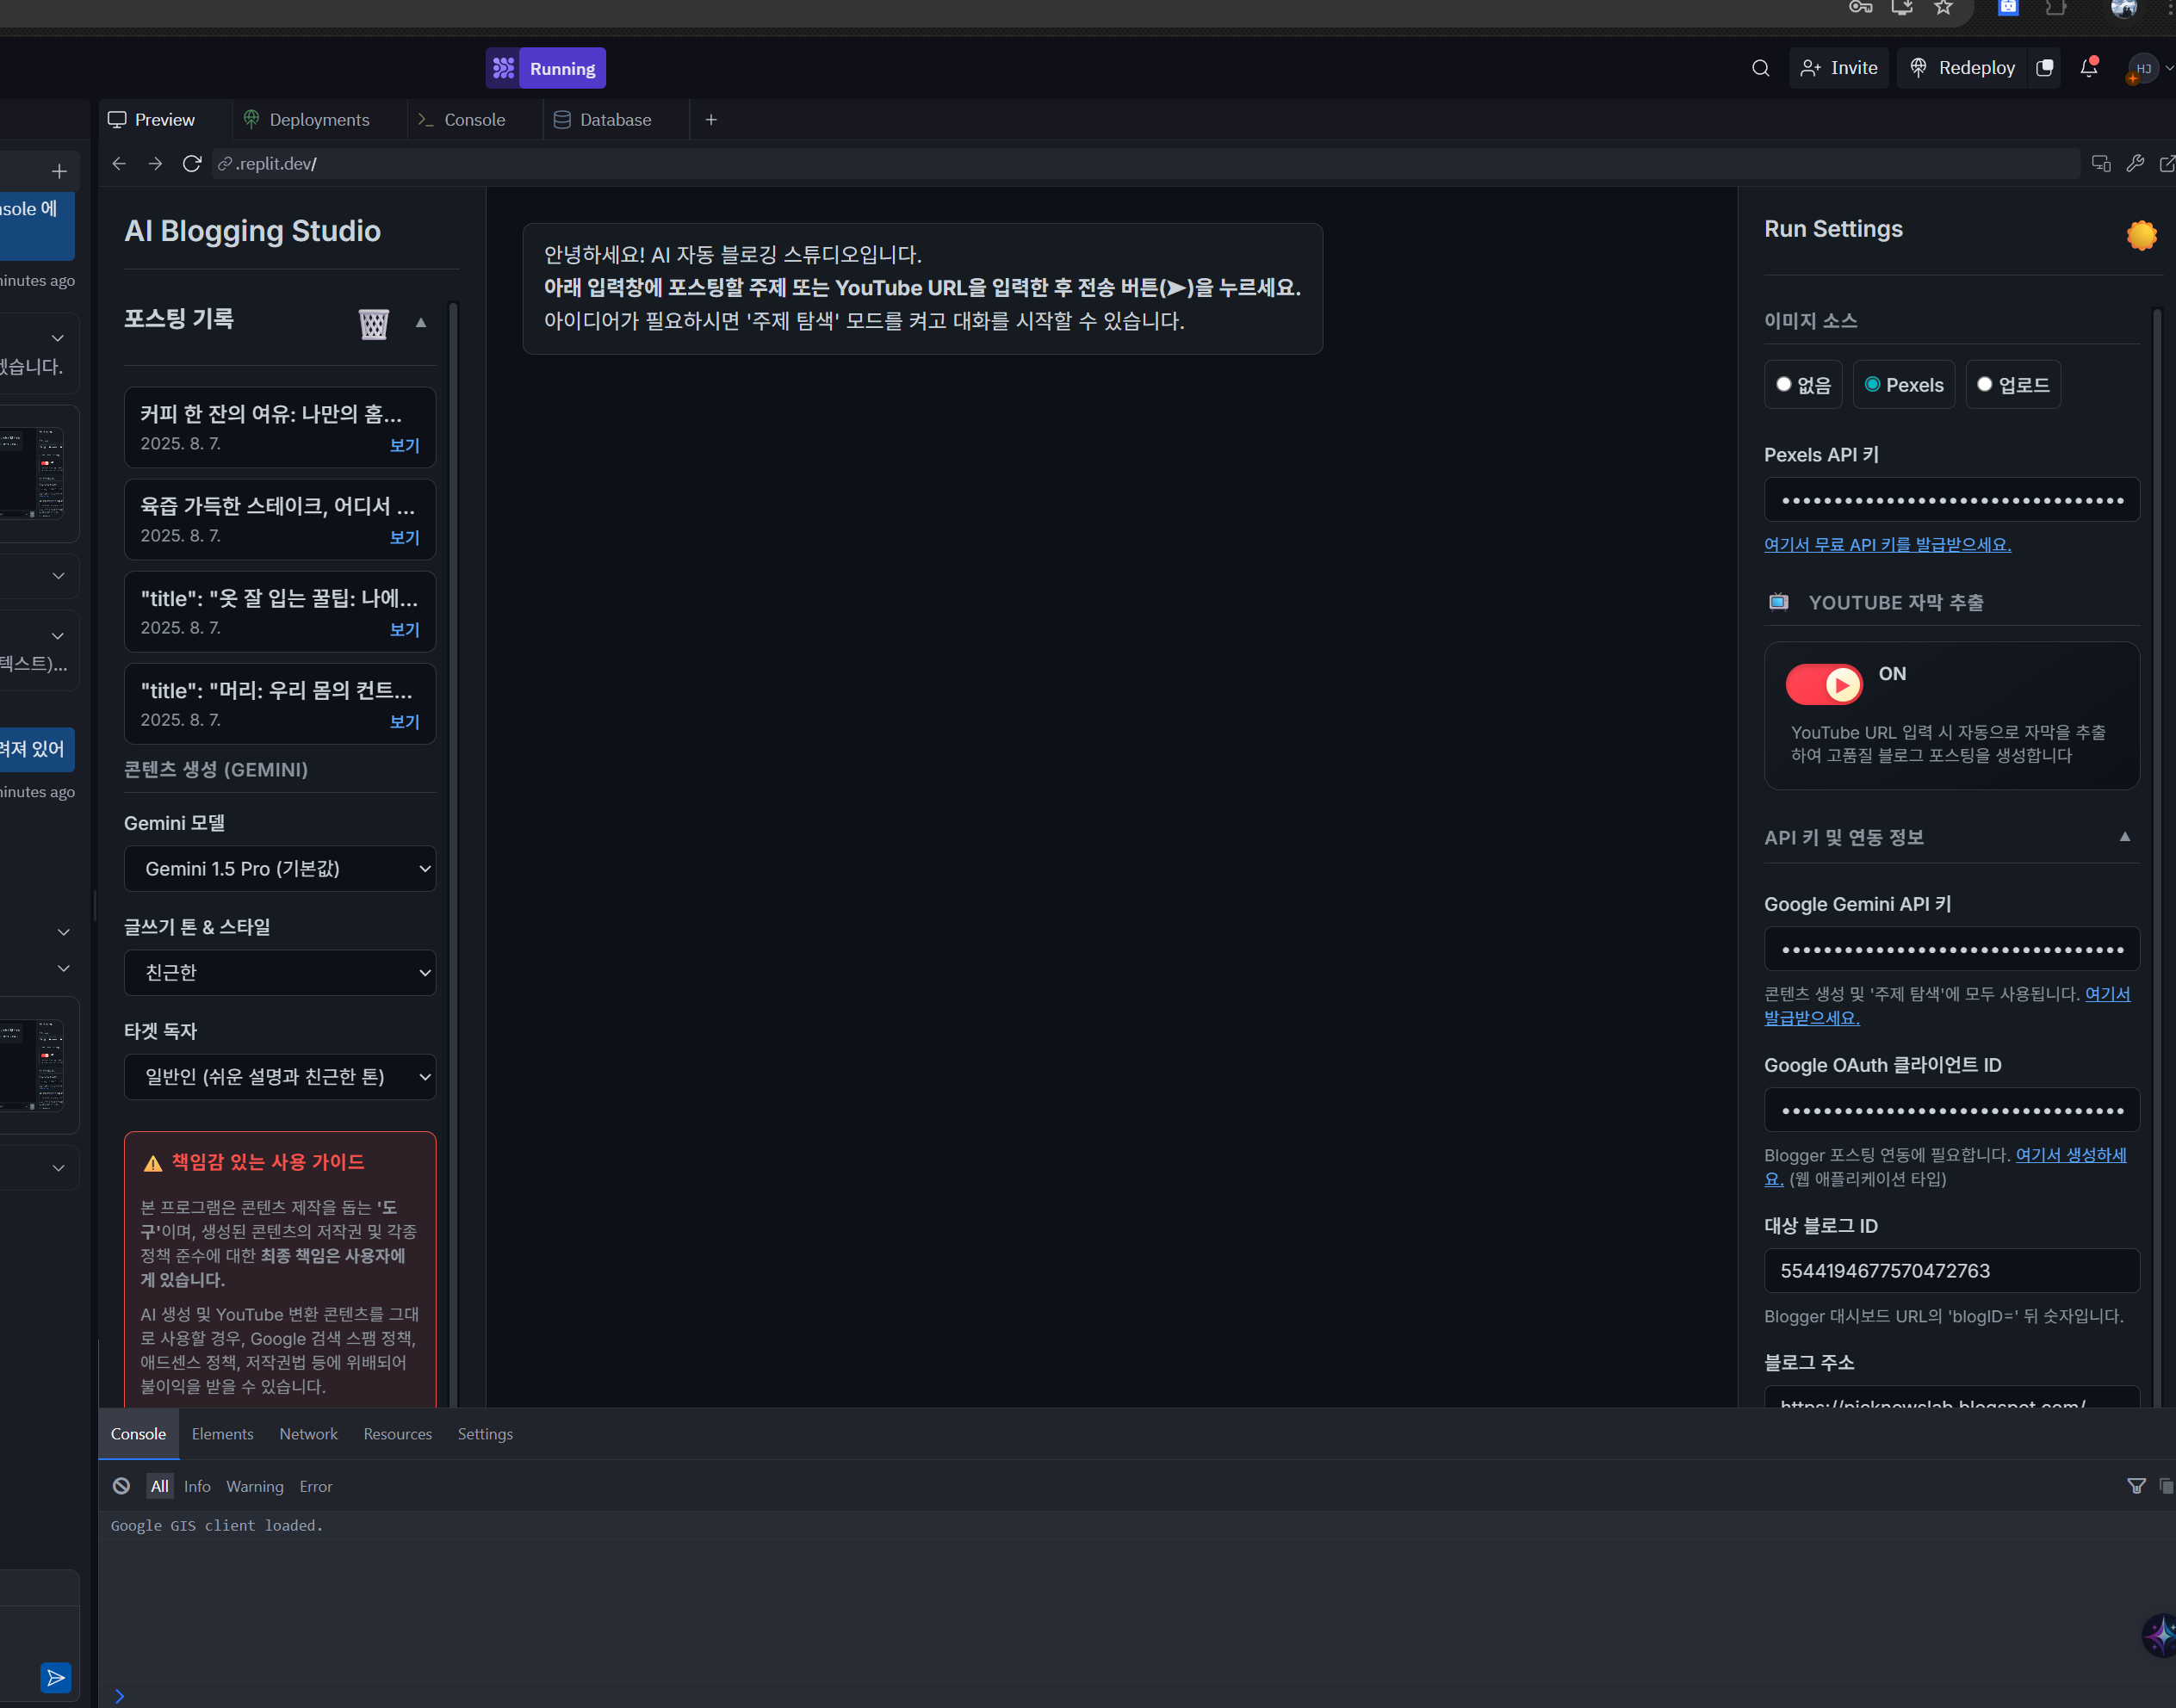 Running
Invite
Redeploy
HJ
Preview
Deployments
Console
Database
.replit.dev/
nsole 에
minutes ago
겠습니다.
텍스트)...
려져 있어
minutes ago
AI Blogging Studio
포스팅 기록
커피 한 잔의 여유: 나만의 홈...
2025. 8. 7.
보기
육즙 가득한 스테이크, 어디서 ...
2025. 8. 7.
보기
"title": "옷 잘 입는 꿀팁: 나에...
2025. 8. 7.
보기
"title": "머리: 우리 몸의 컨트...
2025. 8. 7.
보기
콘텐츠 생성 (GEMINI)
Gemini 모델
Gemini 1.5 Pro (기본값)
글쓰기 톤 & 스타일
친근한
타겟 독자
일반인 (쉬운 설명과 친근한 톤)
책임감 있는 사용 가이드
본 프로그램은 콘텐츠 제작을 돕는 '도
구'이며, 생성된 콘텐츠의 저작권 및 각종
정책 준수에 대한 최종 책임은 사용자에
게 있습니다.
AI 생성 및 YouTube 변환 콘텐츠를 그대
로 사용할 경우, Google 검색 스팸 정책,
애드센스 정책, 저작권법 등에 위배되어
불이익을 받을 수 있습니다.
안녕하세요! AI 자동 블로깅 스튜디오입니다.
아래 입력창에 포스팅할 주제 또는 YouTube URL을 입력한 후 전송 버튼(➤)을 누르세요.
아이디어가 필요하시면 '주제 탐색' 모드를 켜고 대화를 시작할 수 있습니다.
Run Settings
이미지 소스
없음
Pexels
업로드
Pexels API 키
여기서 무료 API 키를 발급받으세요.
YOUTUBE 자막 추출
ON
YouTube URL 입력 시 자동으로 자막을 추출
하여 고품질 블로그 포스팅을 생성합니다
API 키 및 연동 정보
Google Gemini API 키
콘텐츠 생성 및 '주제 탐색'에 모두 사용됩니다. 여기서
발급받으세요.
Google OAuth 클라이언트 ID
Blogger 포스팅 연동에 필요합니다. 여기서 생성하세
요. (웹 애플리케이션 타입)
대상 블로그 ID
5544194677570472763
Blogger 대시보드 URL의 'blogID=' 뒤 숫자입니다.
블로그 주소
https://picknewslab.blogspot.com/
Console
Elements
Network
Resources
Settings
All
Info
Warning
Error
Google GIS client loaded.